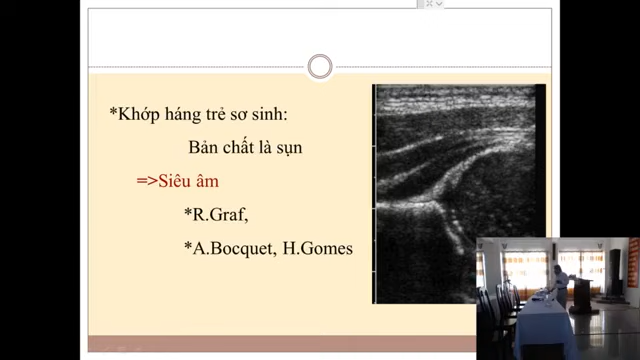 *Khớp háng trẻ sơ sinh:
Bản chất là sụn
=>Siêu âm
*R.Graf,
*A.Bocquet, H.Gomes